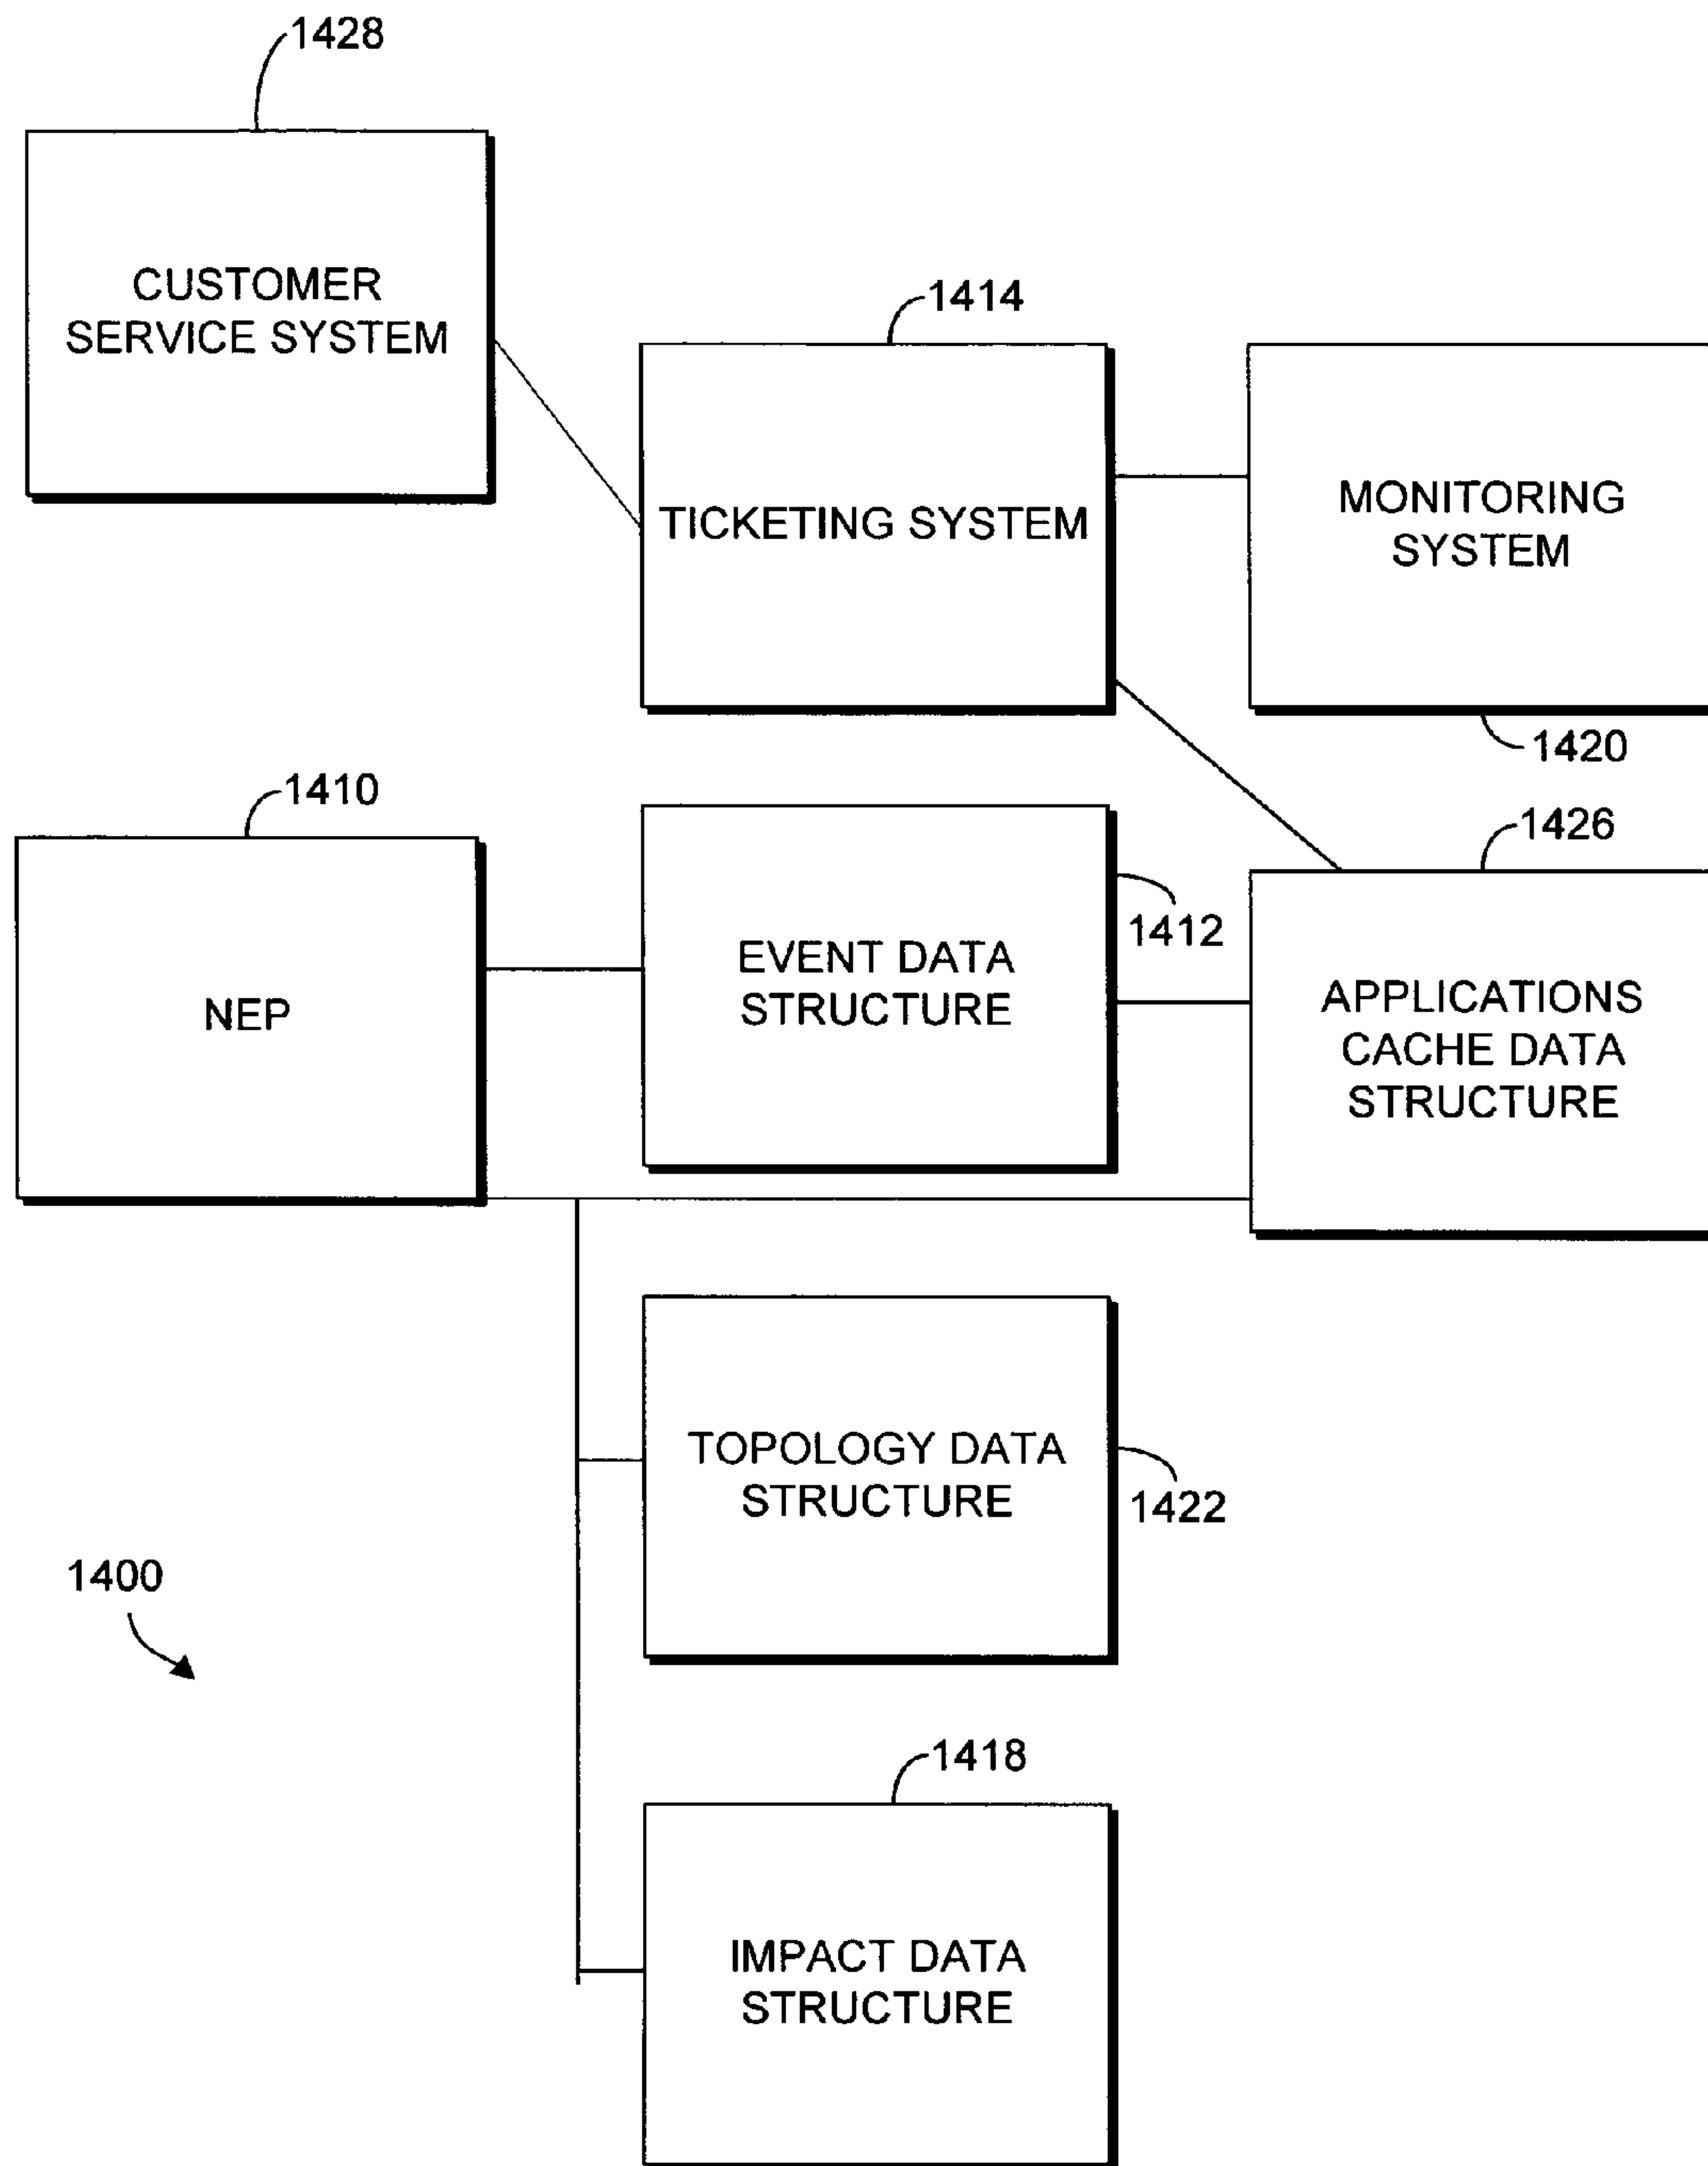 1428
CUSTOMER
SERVICE SYSTEM
1414
TICKETING SYSTEM
MONITORING
SYSTEM
1420
1410
NEP
EVENT DATA
STRUCTURE
1412
1426
APPLICATIONS
CACHE DATA
STRUCTURE
TOPOLOGY DATA
STRUCTURE
1422
1400
1418
IMPACT DATA
STRUCTURE